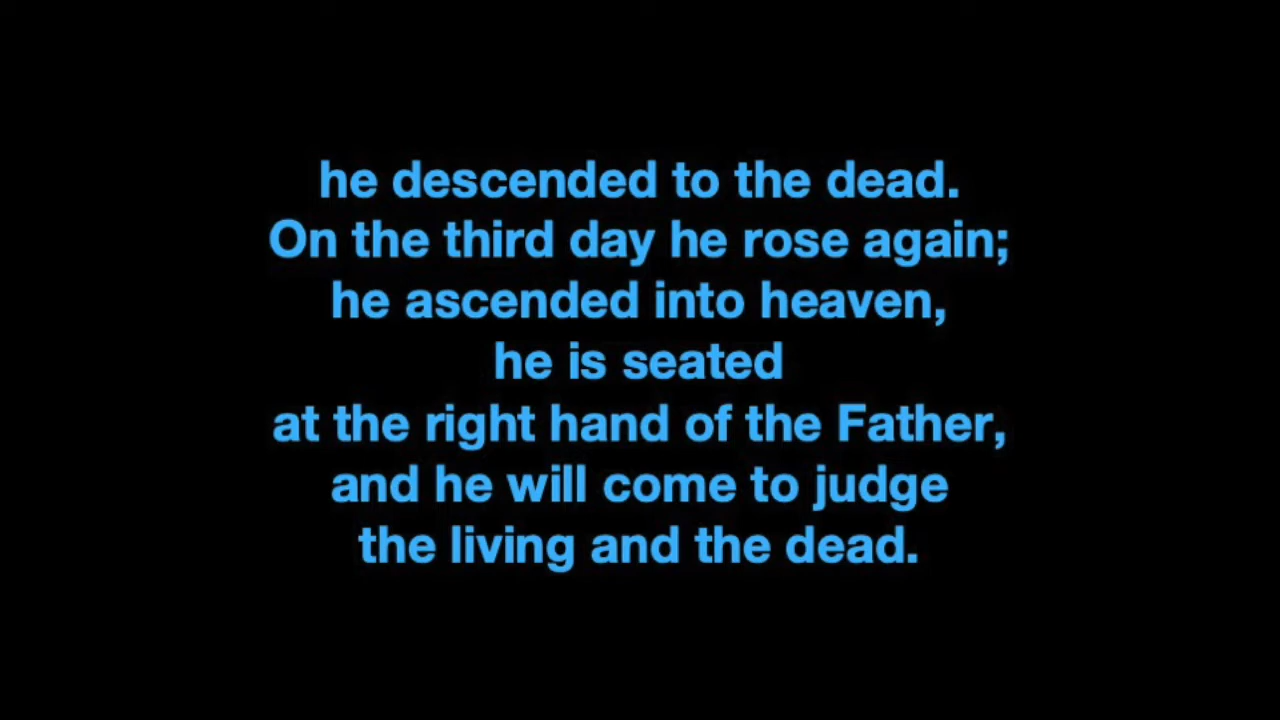 he descended to the dead.
On the third day he rose again;
he ascended into heaven,
he is seated
at the right hand of the Father,
and he will come to judge
the living and the dead.